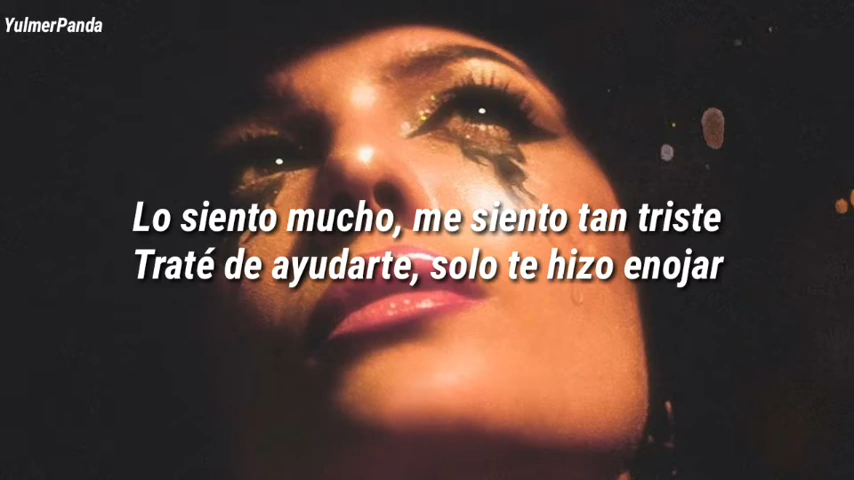 YulmerPanda
Lo siento mucho, me siento tan triste
Traté de ayudarte, solo te hizo enojar